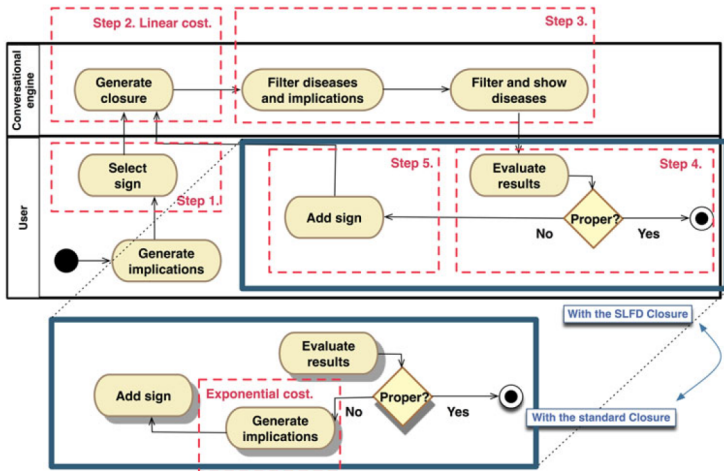 Step 2. Linear cost.
Step 3.
Conversational
engine
Generate
closure
Filter diseases
and implications
Filter and show
diseases
User
Select
sign
Step 1.
Generate
implications
Step 5.
Add sign
Evaluate
results
Step 4.
Proper?
No
Yes
With the SLFD Closure
Evaluate
results
Add sign
Exponential cost.
Generate
implications
No
Proper?
Yes
With the standard Closure